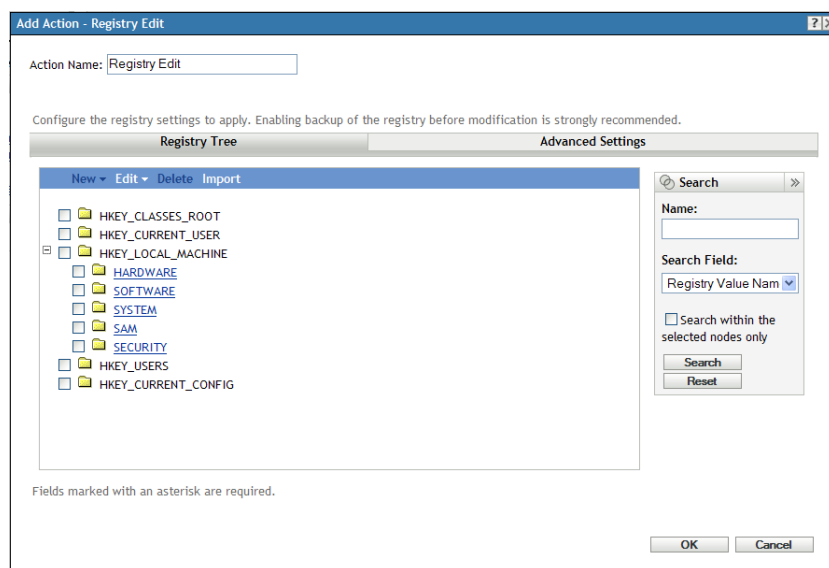 Add Action - Registry Edit
Action Name: Registry Edit
Configure the registry settings to apply. Enabling backup of the registry before modification is strongly recommended.
Registry Tree Advanced Settings
New Edit Delete Import
HKEY_CLASSES_ROOT
HKEY_CURRENT_USER
HKEY_LOCAL_MACHINE
HARDWARE
SOFTWARE
SYSTEM
SAM
SECURITY
HKEY_USERS
HKEY_CURRENT_CONFIG
Search
Name:
Search Field:
Registry Value Nam
Search within the
selected nodes only
Search
Reset
Fields marked with an asterisk are required.
OK Cancel